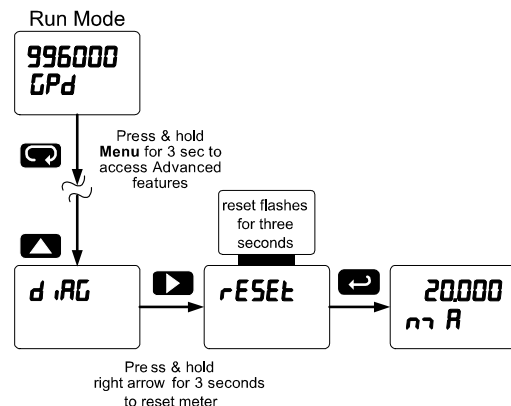 Run Mode
996000
GPd
Press & hold
Menu for 3 sec to
access Advanced
features
reset flashes
for three
seconds
diAG
rESEt
20.000
mA
Press & hold
right arrow for 3 seconds
to reset meter